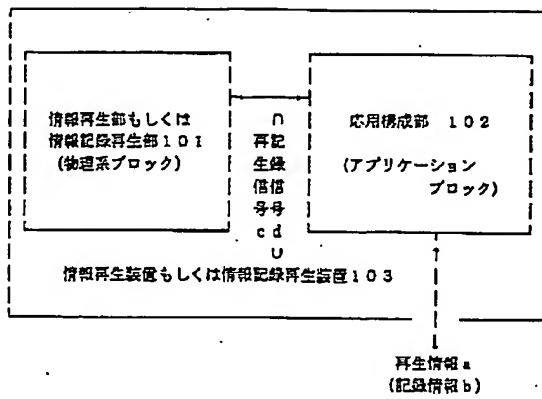 情報再生部もしくは
情報記録再生部101
(物理系ブロック)
再生信号c
記録信号d
応用構成部 102
(アプリケーション
ブロック)
情報再生装置もしくは情報記録再生装置103
再生情報a
(記録情報b)